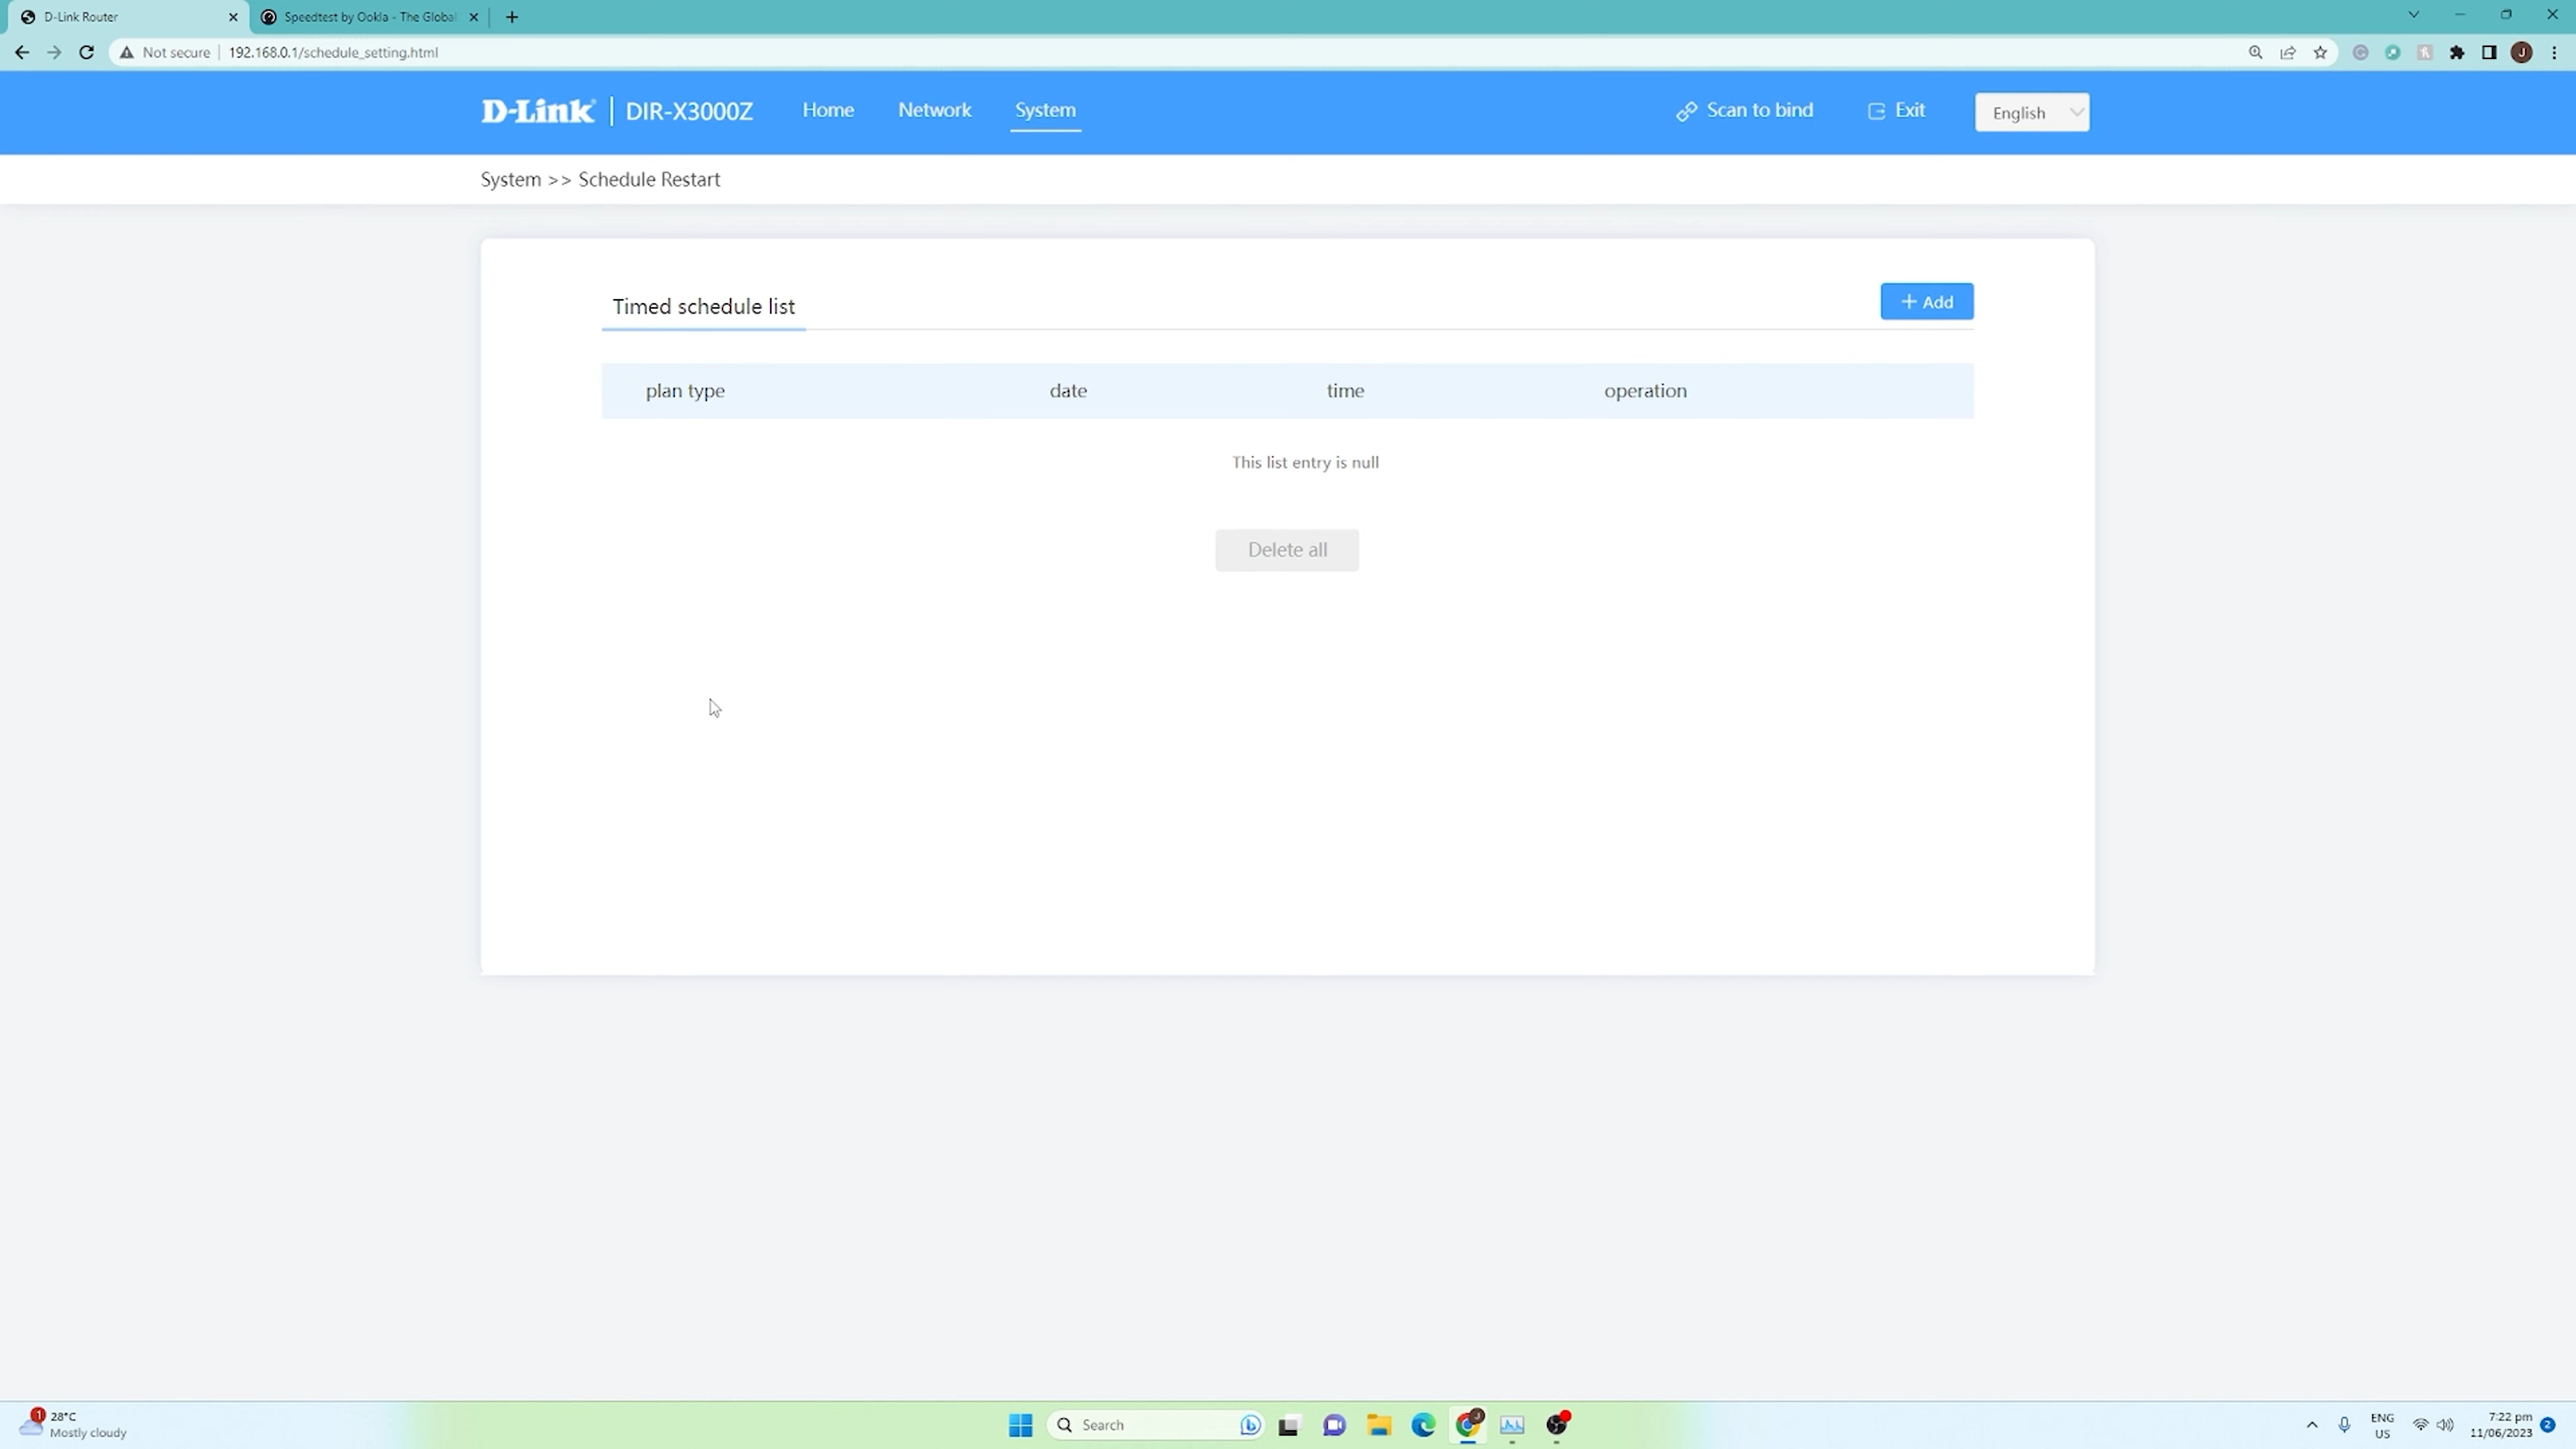 D-Link Router
Speedtest by Ookla - The Global
Not secure
192.168.0.1/schedule_setting.html
J
D-Link
DIR-X3000Z
Home
Network
System
Scan to bind
Exit
English
System >> Schedule Restart
Timed schedule list
+ Add
plan type
date
time
operation
This list entry is null
Delete all
1
28°C
Mostly cloudy
Search
J
ENG
US
7:22 pm
11/06/2023
2